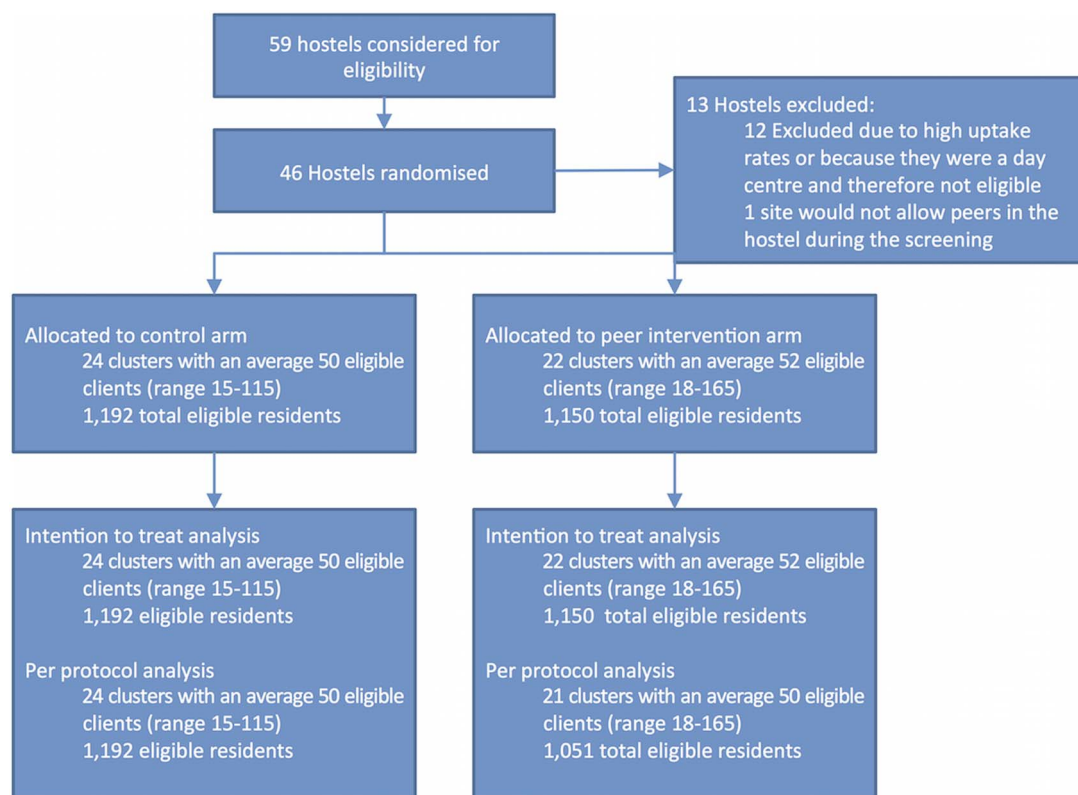 59 hostels considered for
eligibility
46 Hostels randomised
13 Hostels excluded:
12 Excluded due to high uptake
rates or because they were a day
centre and therefore not eligible
1 site would not allow peers in the
hostel during the screening
Allocated to control arm
24 clusters with an average 50 eligible
clients (range 15-115)
1,192 total eligible residents
Allocated to peer intervention arm
22 clusters with an average 52 eligible
clients (range 18-165)
1,150 total eligible residents
Intention to treat analysis
24 clusters with an average 50 eligible
clients (range 15-115)
1,192 eligible residents
Per protocol analysis
24 clusters with an average 50 eligible
clients (range 15-115)
1,192 eligible residents
Intention to treat analysis
22 clusters with an average 52 eligible
clients (range 18-165)
1,150  total eligible residents
Per protocol analysis
21 clusters with an average 50 eligible
clients (range 18-165)
1,051 total eligible residents